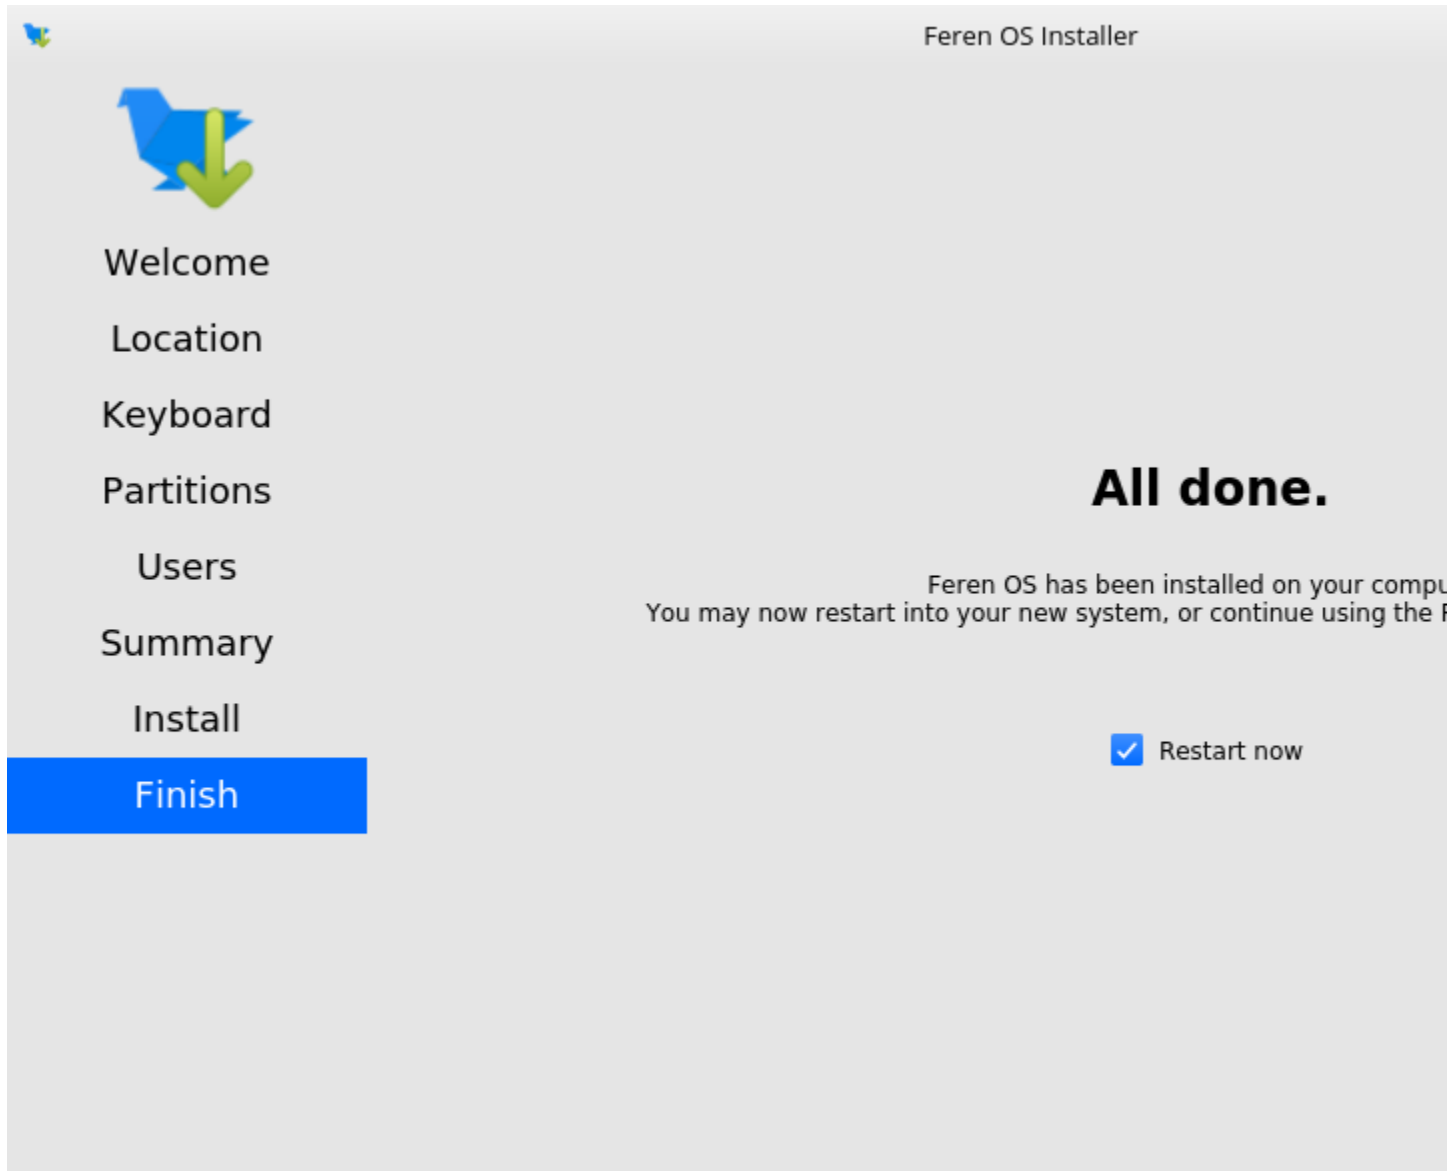 Feren OS Installer
Welcome
Location
Keyboard
Partitions
Users
Summary
Install
Finish
All done.
Feren OS has been installed on your
You may now restart into your new system, or continue using the
Restart now